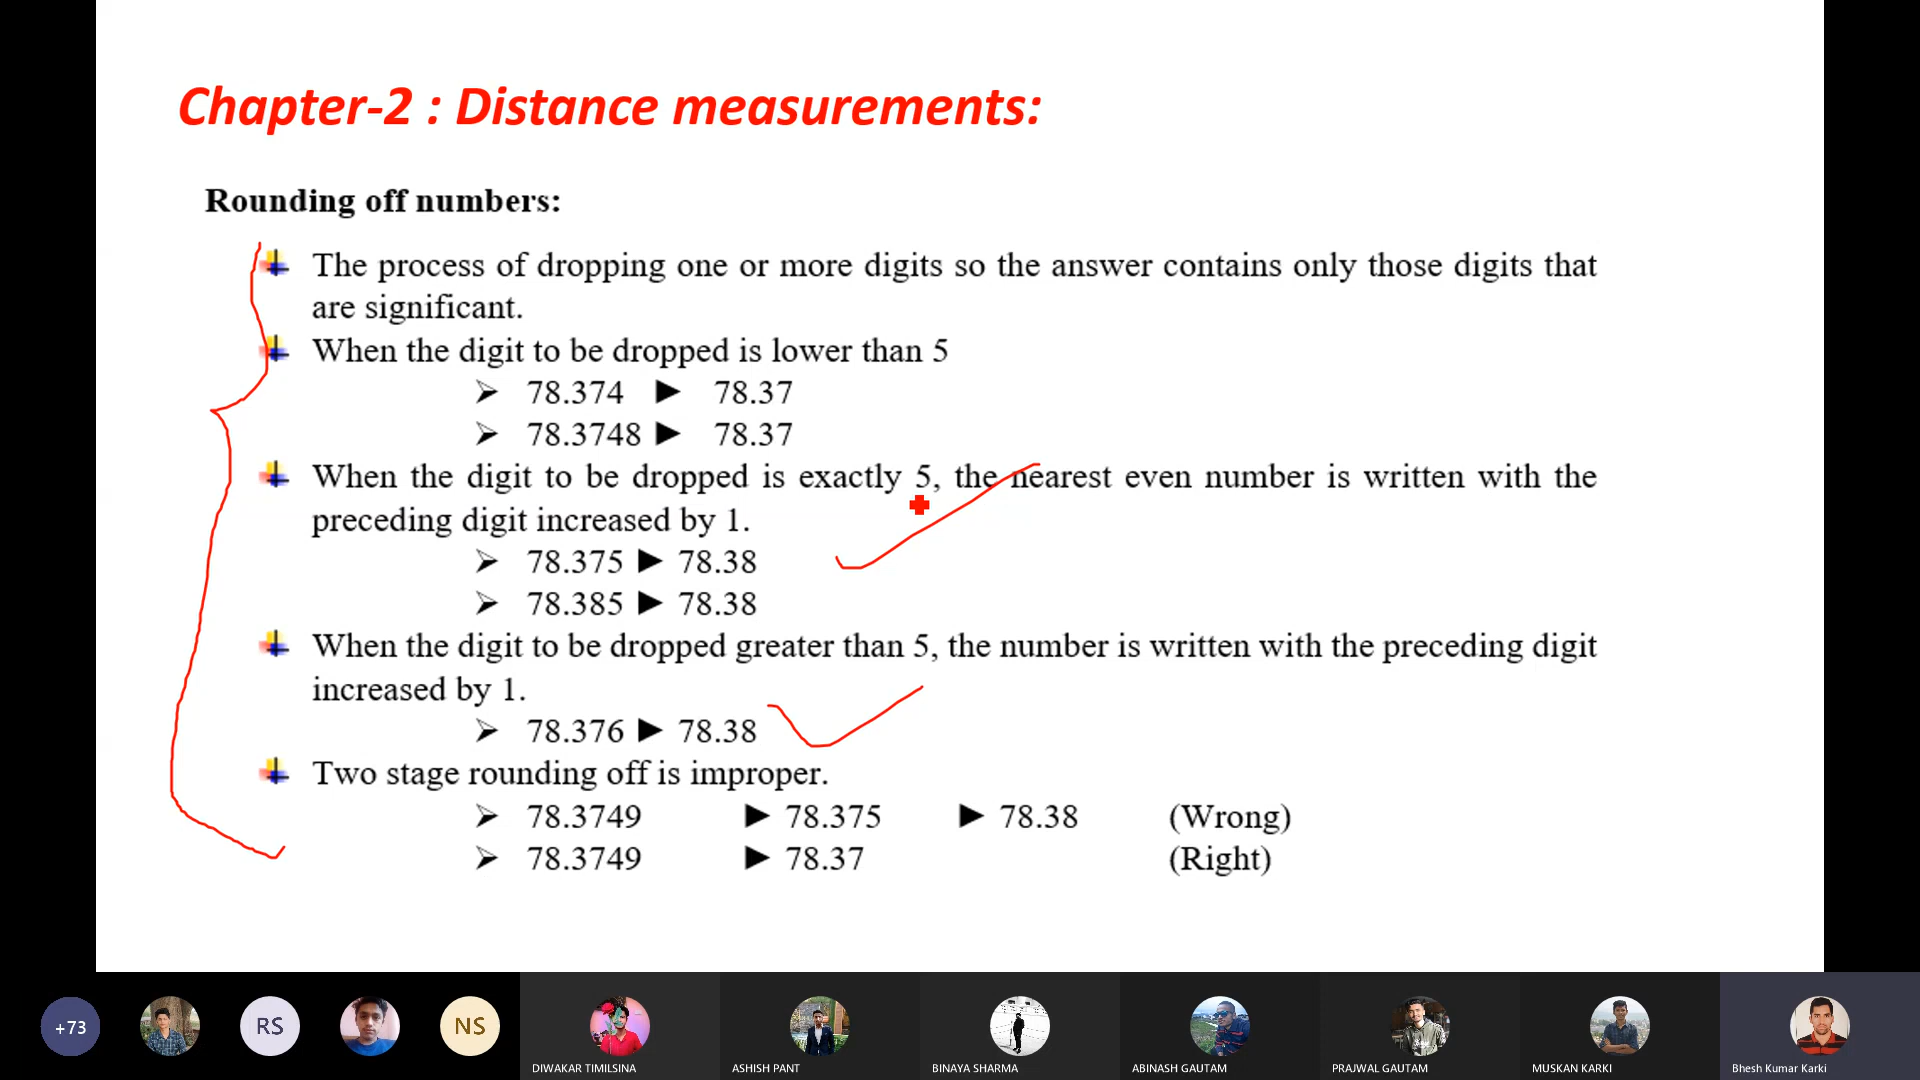 Chapter-2 : Distance measurements:
Rounding off numbers:
The process of dropping one or more digits so the answer contains only those digits that
are significant.
When the digit to be dropped is lower than 5
➢ 78.374 ► 78.37
➢ 78.3748 ► 78.37
When the digit to be dropped is exactly 5, the nearest even number is written with the
preceding digit increased by 1.
➢ 78.375 ► 78.38
➢ 78.385 ► 78.38
When the digit to be dropped greater than 5, the number is written with the preceding digit
increased by 1.
➢ 78.376 ► 78.38
Two stage rounding off is improper.
➢ 78.3749 ► 78.375 ► 78.38 (Wrong)
➢ 78.3749 ► 78.37 (Right)
+73 RS NS
DIWAKAR TIMILSINA ASHISH PANT BINAYA SHARMA ABINASH GAUTAM PRAJWAL GAUTAM MUSKAN KARKI Bhesh Kumar Karki